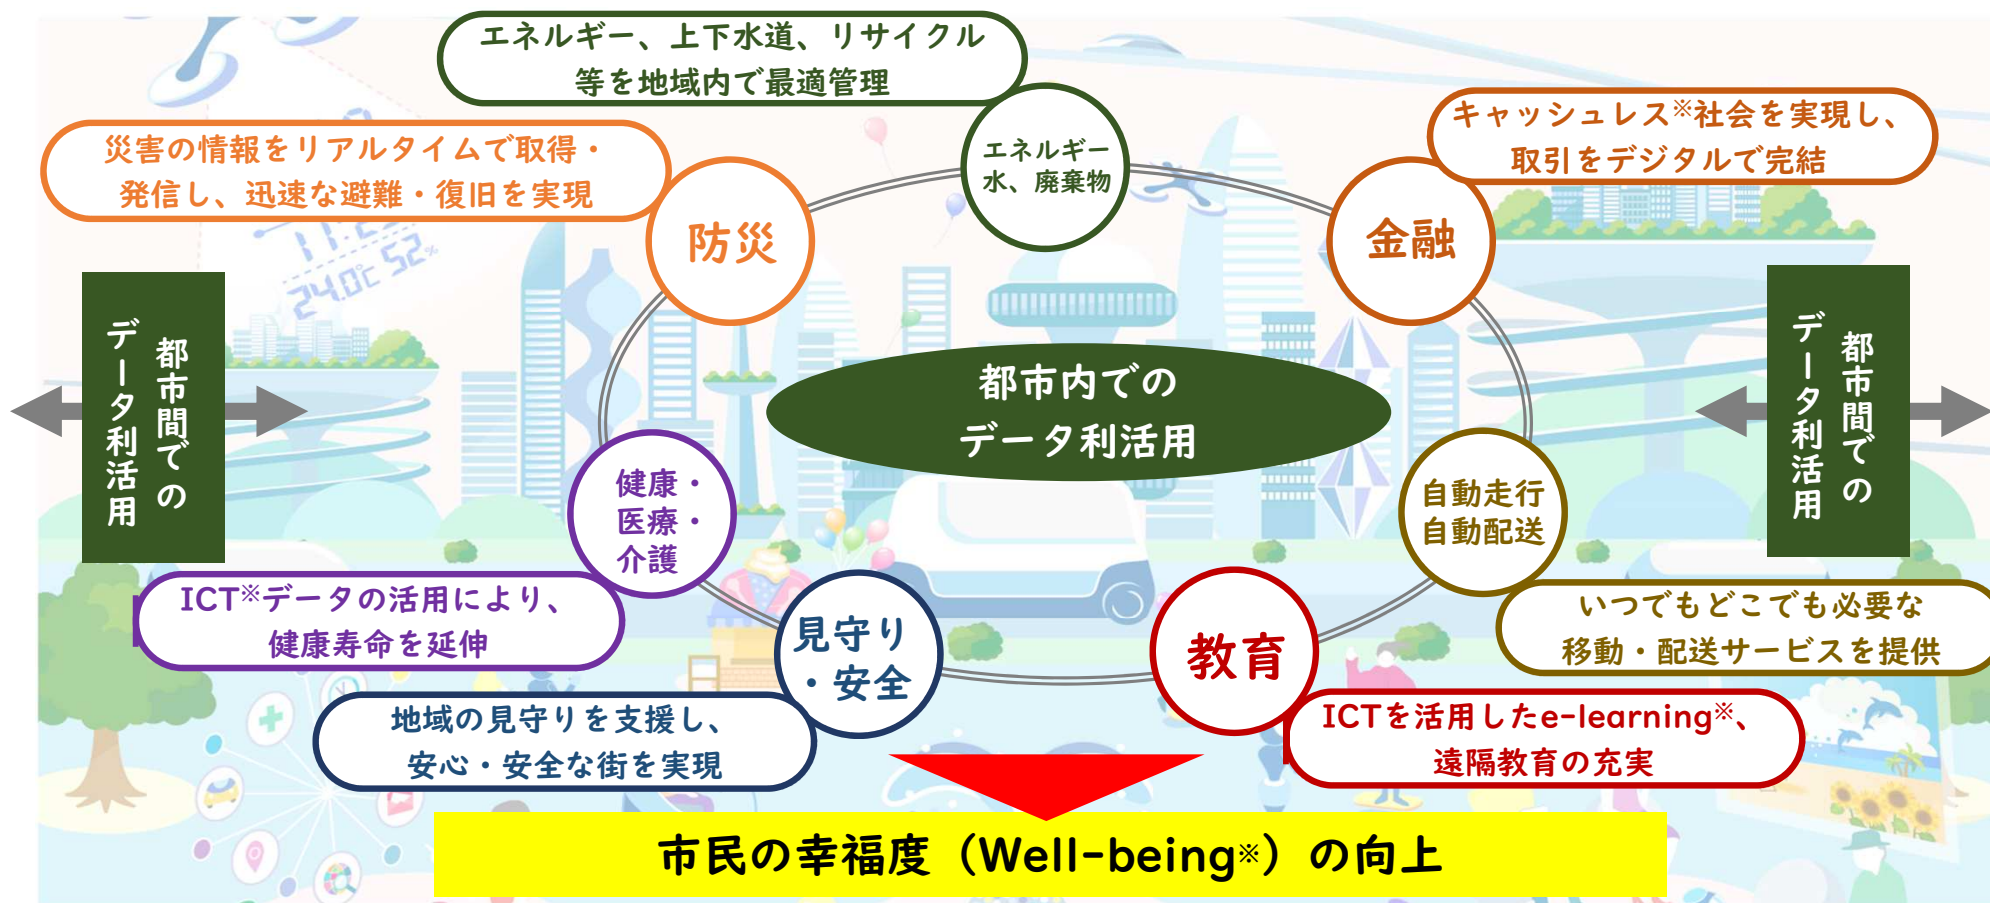 エネルギー、上下水道、リサイクル
等を地域内で最適管理
エネルギー
水、廃棄物
災害の情報をリアルタイムで取得・
発信し、迅速な避難・復旧を実現
防災
キャッシュレス※社会を実現し、
取引をデジタルで完結
金融
都市間での
データ利活用
都市内での
データ利活用
都市間での
データ利活用
24.0℃ 52%
健康・
医療・
介護
ICT※データの活用により、
健康寿命を延伸
自動走行
自動配送
いつでもどこでも必要な
移動・配送サービスを提供
見守り
・安全
地域の見守りを支援し、
安心・安全な街を実現
教育
ICTを活用したe-learning※、
遠隔教育の充実
市民の幸福度（Well-being※）の向上